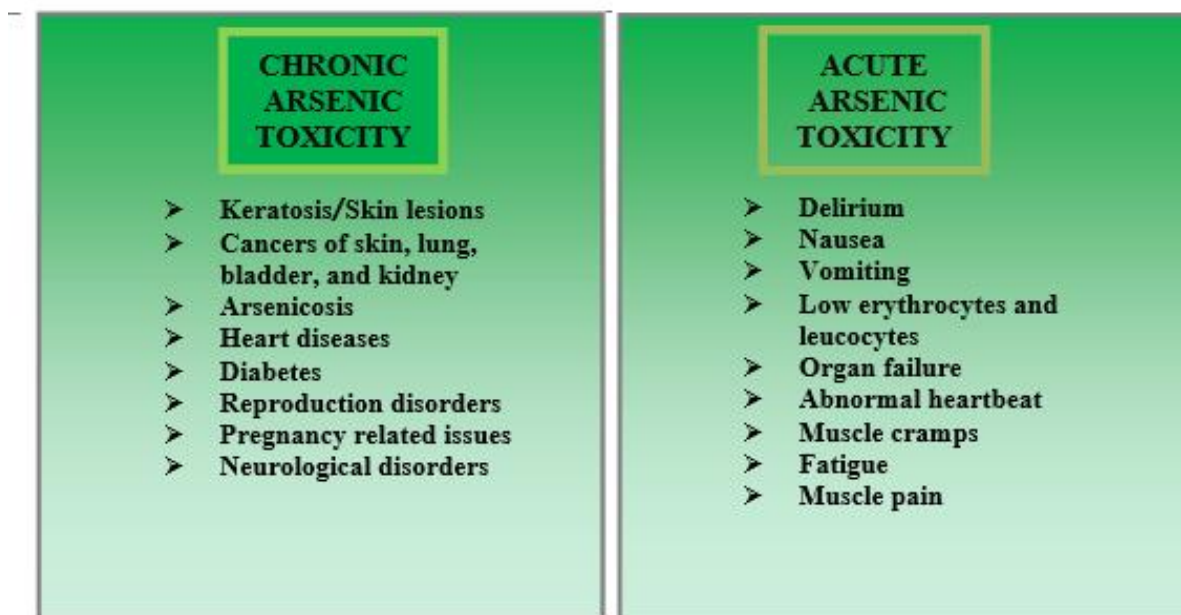 CHRONIC
ARSENIC
TOXICITY
➤ Keratosis/Skin lesions
➤ Cancers of skin, lung,
bladder, and kidney
➤ Arsenicosis
➤ Heart diseases
➤ Diabetes
➤ Reproduction disorders
➤ Pregnancy related issues
➤ Neurological disorders
ACUTE
ARSENIC
TOXICITY
➤ Delirium
➤ Nausea
➤ Vomiting
➤ Low erythrocytes and
leucocytes
➤ Organ failure
➤ Abnormal heartbeat
➤ Muscle cramps
➤ Fatigue
➤ Muscle pain